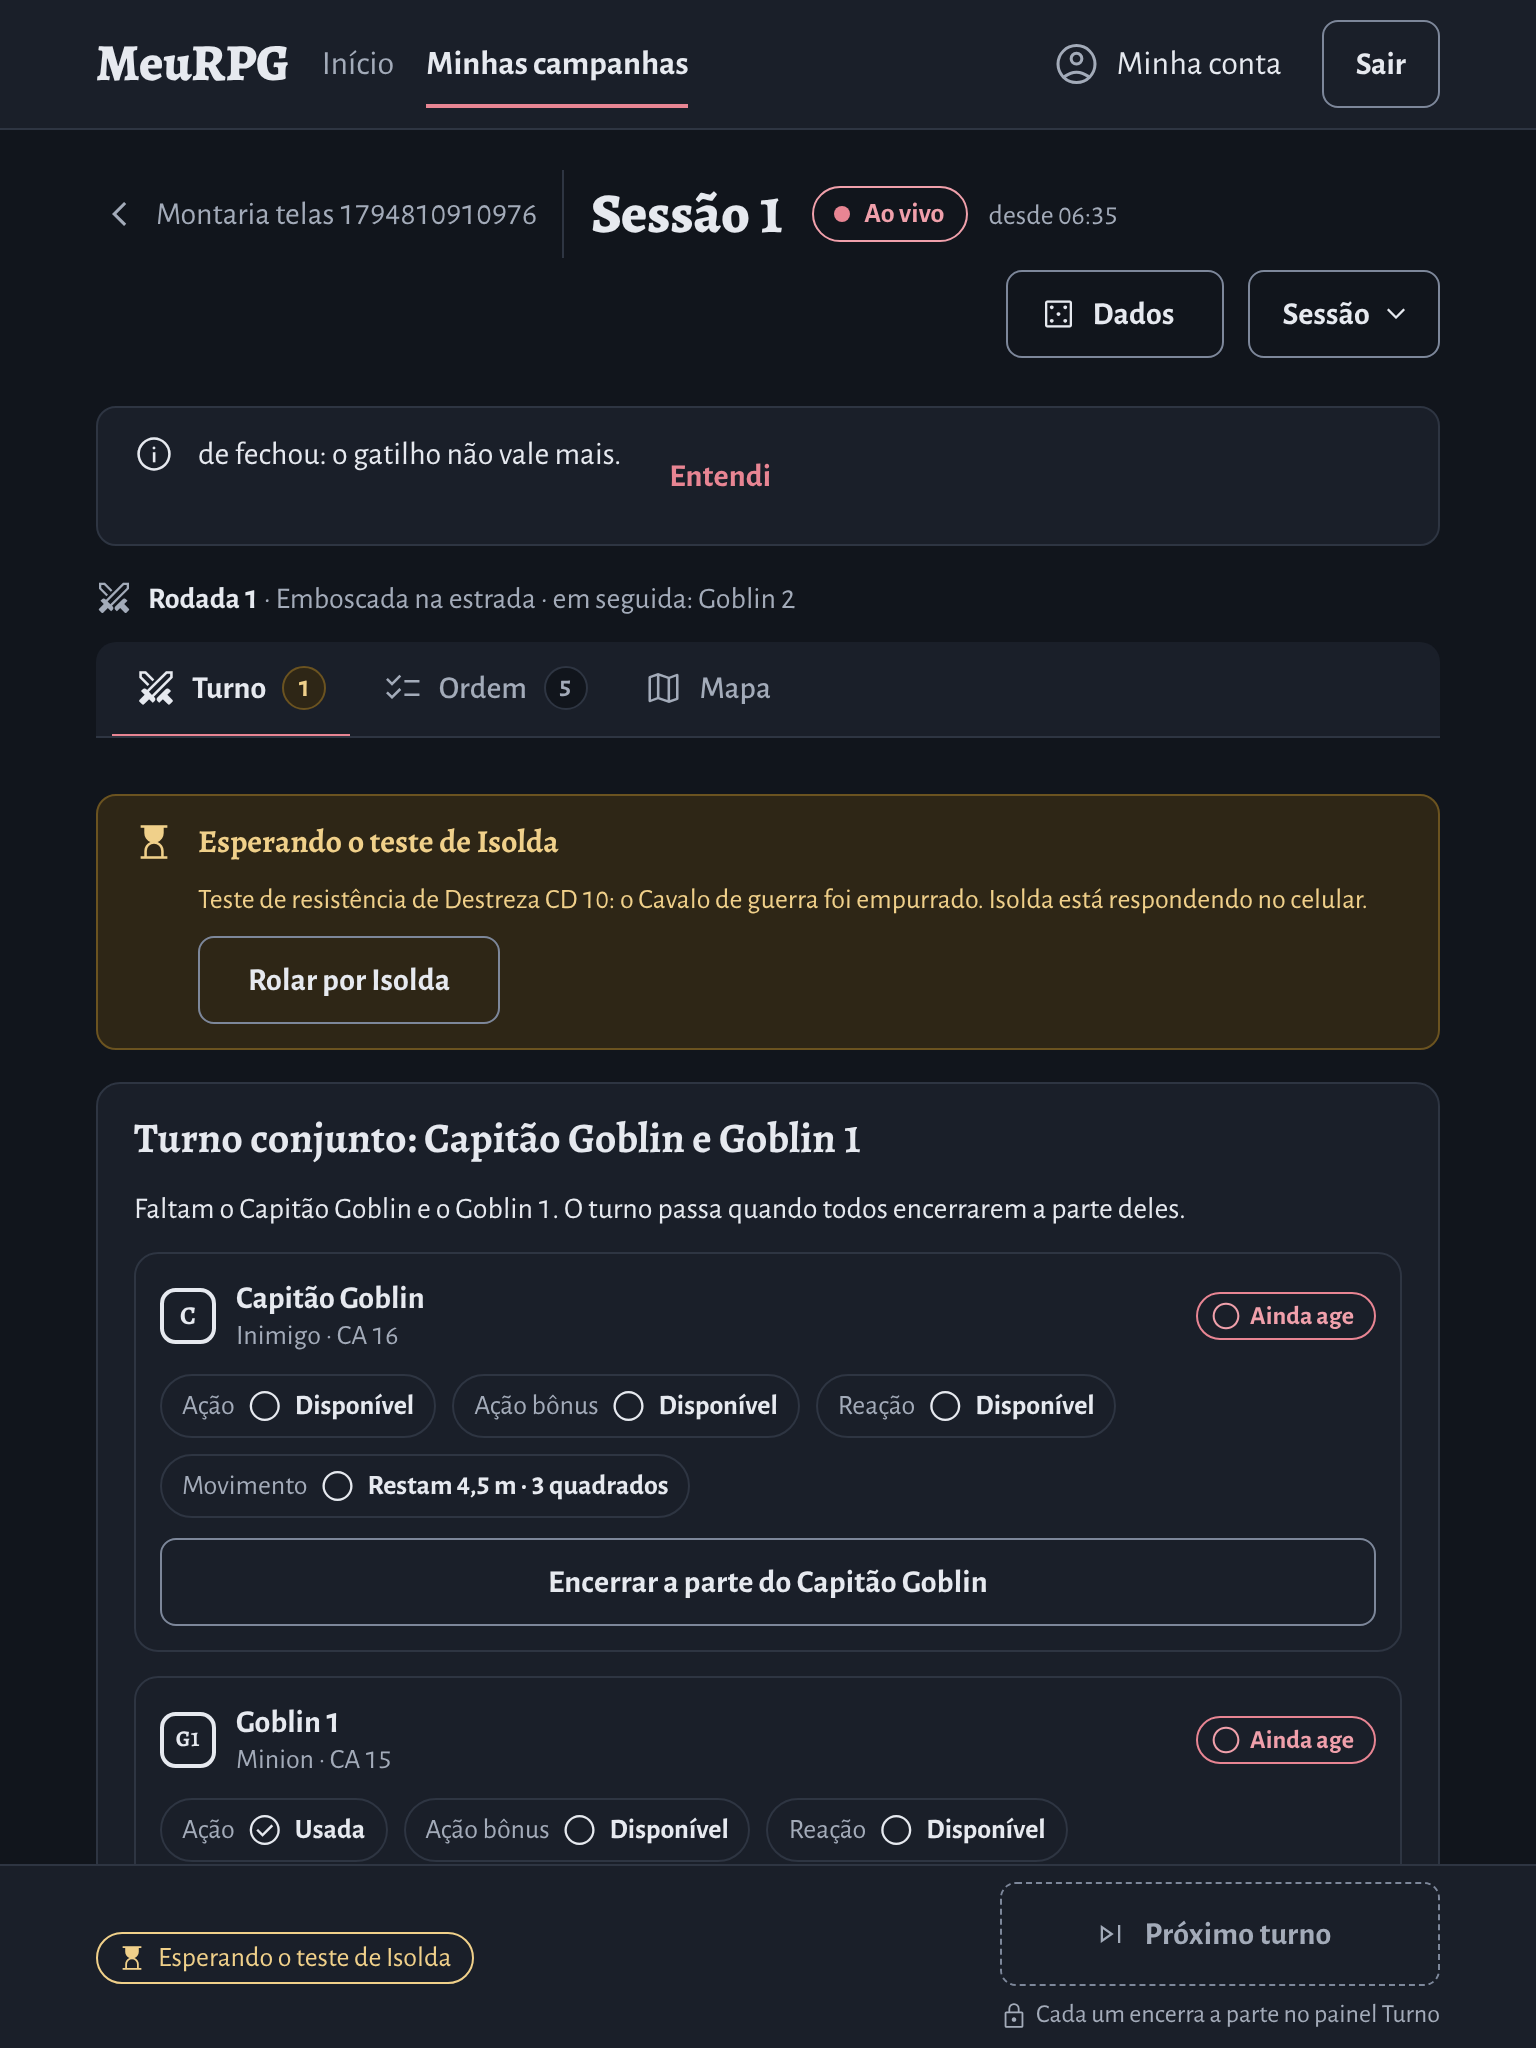 MeuRPG Início Minhas campanhas Minha conta Sair
Montaria telas 1794810910976 Sessão 1 Ao vivo desde 06:35
Dados Sessão
de fechou: o gatilho não vale mais. Entendi
Rodada 1 · Emboscada na estrada · em seguida: Goblin 2
Turno 1 Ordem 5 Mapa
Esperando o teste de Isolda
Teste de resistência de Destreza CD 10: o Cavalo de guerra foi empurrado. Isolda está respondendo no celular.
Rolar por Isolda
Turno conjunto: Capitão Goblin e Goblin 1
Faltam o Capitão Goblin e o Goblin 1. O turno passa quando todos encerrarem a parte deles.
C Capitão Goblin
Inimigo · CA 16
Ainda age
Ação Disponível Ação bônus Disponível Reação Disponível
Movimento Restam 4,5 m · 3 quadrados
Encerrar a parte do Capitão Goblin
G1 Goblin 1
Minion · CA 15
Ainda age
Ação Usada Ação bônus Disponível Reação Disponível
Esperando o teste de Isolda
Próximo turno
Cada um encerra a parte no painel Turno